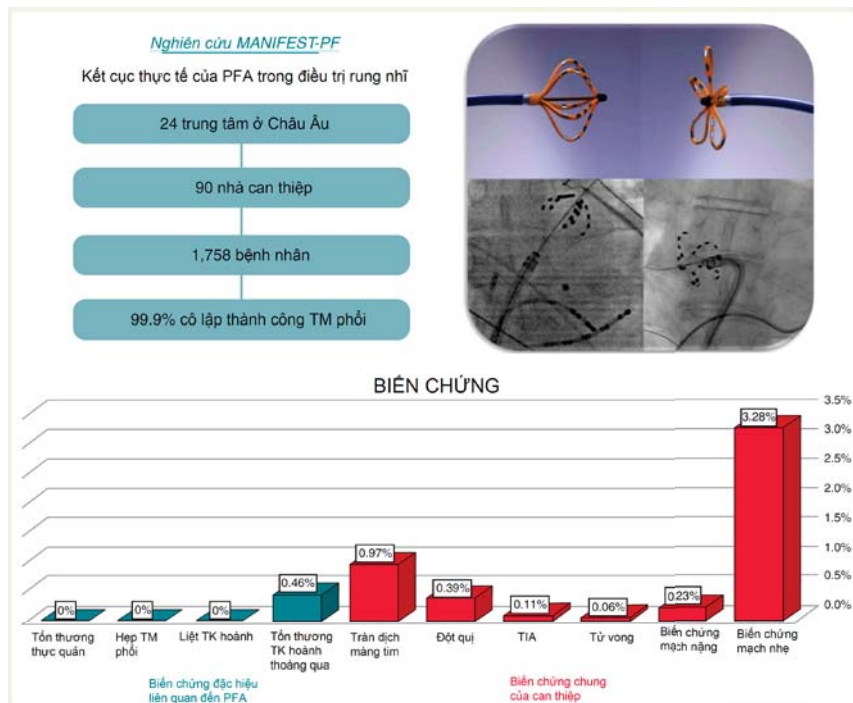 Nghiên cứu MANIFEST-PF
Kết cục thực tế của PFA trong điều trị rung nhĩ
24 trung tâm ở Châu Âu
90 nhà can thiệp
1,758 bệnh nhân
99.9% cô lập thành công TM phổi
BIẾN CHỨNG
3.5%
3.0%
2.5%
2.0%
1.5%
1.0%
0.5%
0.0%
0%
0%
0%
0.46%
0.97%
0.39%
0.11%
0.06%
0.23%
3.28%
Tổn thương
thực quản
Hẹp TM
phổi
Liệt TK hoành
Tổn thương
TK hoành
thoáng qua
Tràn dịch
màng tim
Đột quị
TIA
Tử vong
Biến chứng
mạch nặng
Biến chứng
mạch nhẹ
Biến chứng đặc hiệu
liên quan đến PFA
Biến chứng chung
của can thiệp